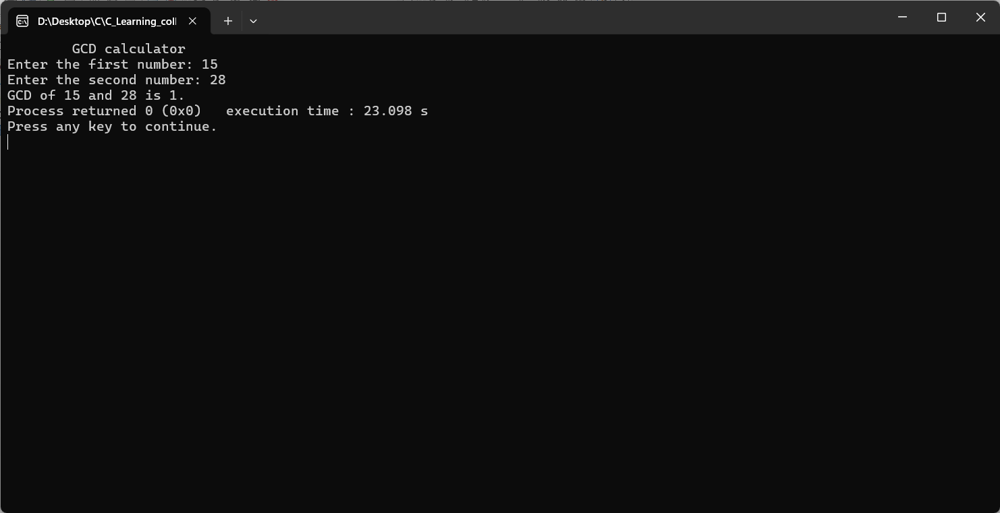 D:\Desktop\C\C_Learning_coll
GCD calculator
Enter the first number: 15
Enter the second number: 28
GCD of 15 and 28 is 1.
Process returned 0 (0x0)   execution time : 23.098 s
Press any key to continue.